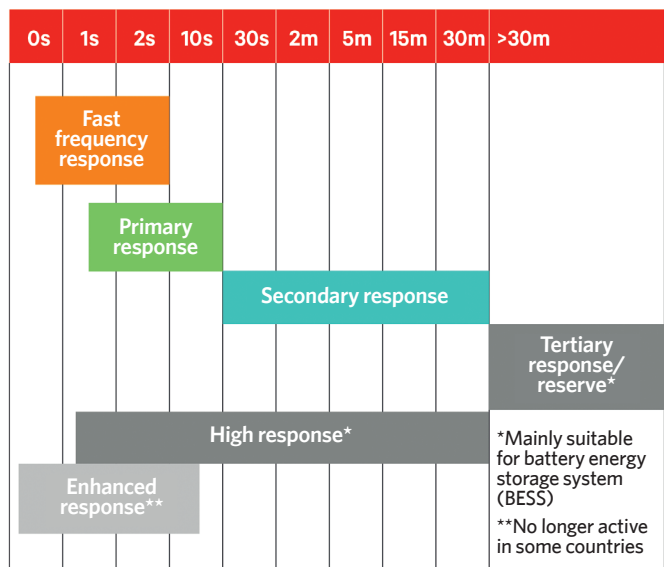 0s 1s 2s 10s 30s 2m 5m 15m 30m >30m
Fast
frequency
response
Primary
response
Secondary response
Tertiary
response/
reserve*
High response*
*Mainly suitable
for battery energy
storage system
(BESS)
Enhanced
response**
**No longer active
in some countries